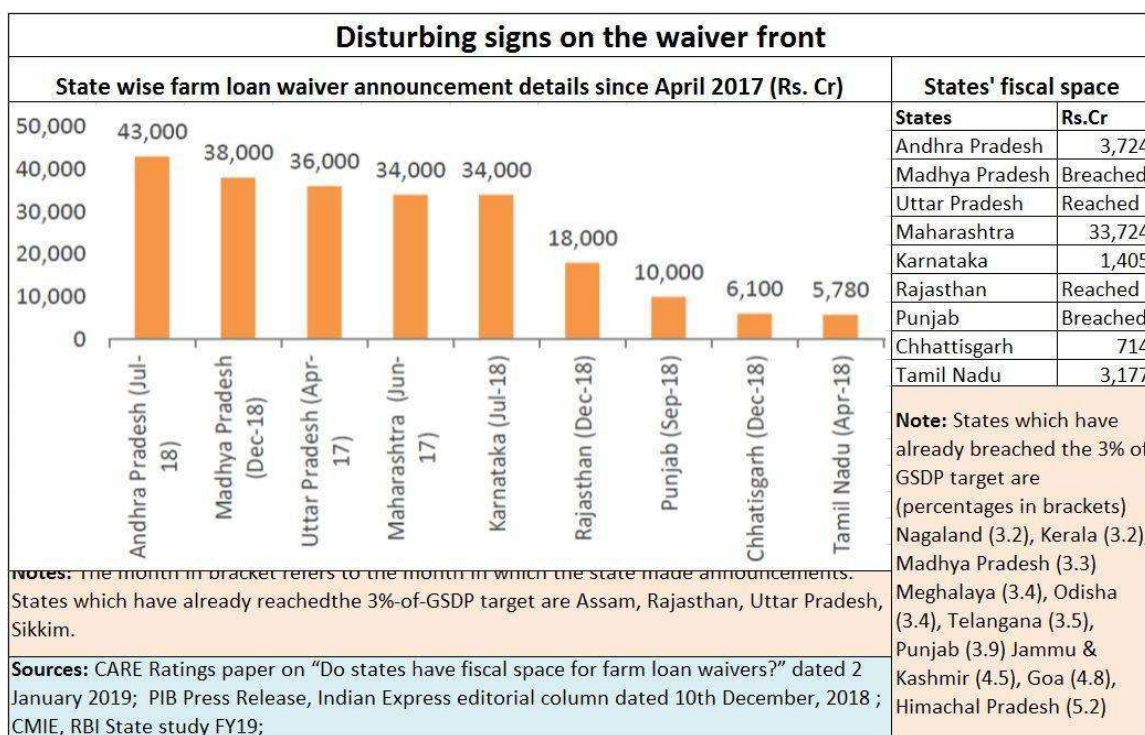 Disturbing signs on the waiver front
State wise farm loan waiver announcement details since April 2017 (Rs. Cr)
50,000
40,000
30,000
20,000
10,000
0
43,000
38,000
36,000
34,000
34,000
18,000
10,000
6,100
5,780
Andhra Pradesh (Jul-
18)
Madhya Pradesh
(Dec-18)
Uttar Pradesh (Apr-
17)
Maharashtra (Jun-
17)
Karnataka (Jul-18)
Rajasthan (Dec-18)
Punjab (Sep-18)
Chhatisgarh (Dec-18)
Tamil Nadu (Apr-18)
Notes: The month in bracket refers to the month in which the state made announcements.
States which have already reachedthe 3%-of-GSDP target are Assam, Rajasthan, Uttar Pradesh,
Sikkim.
Sources: CARE Ratings paper on “Do states have fiscal space for farm loan waivers?” dated 2
January 2019; PIB Press Release, Indian Express editorial column dated 10th December, 2018 ;
CMIE, RBI State study FY19;
States' fiscal space
States Rs.Cr
Andhra Pradesh 3,724
Madhya Pradesh Breached
Uttar Pradesh Reached
Maharashtra 33,724
Karnataka 1,405
Rajasthan Reached
Punjab Breached
Chhattisgarh 714
Tamil Nadu 3,177
Note: States which have
already breached the 3% of
GSDP target are
(percentages in brackets)
Nagaland (3.2), Kerala (3.2),
Madhya Pradesh (3.3)
Meghalaya (3.4), Odisha
(3.4), Telangana (3.5),
Punjab (3.9) Jammu &
Kashmir (4.5), Goa (4.8),
Himachal Pradesh (5.2)